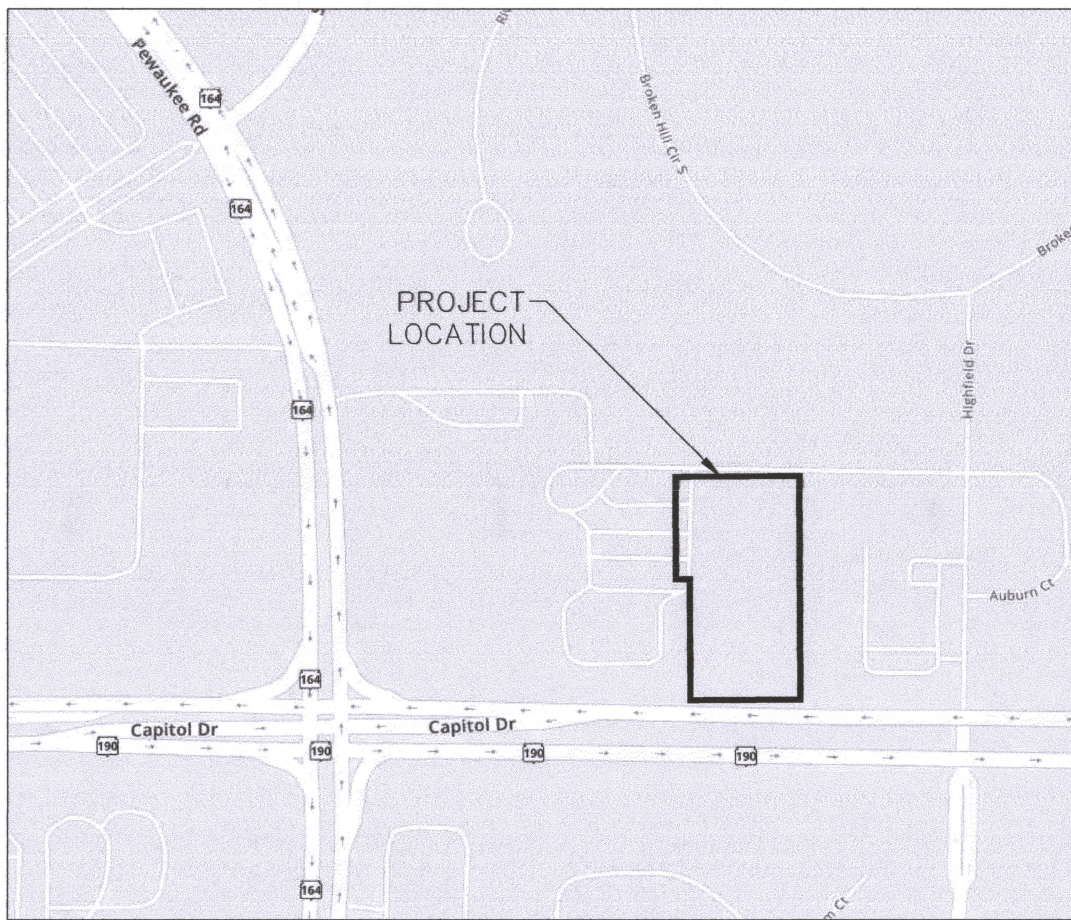 Pewaukee Rd
164
Broken Hill Cir S
164
Broken
PROJECT
LOCATION
Highfield Dr
164
Auburn Ct
164
Capitol Dr
Capitol Dr
190
190
190
190
164